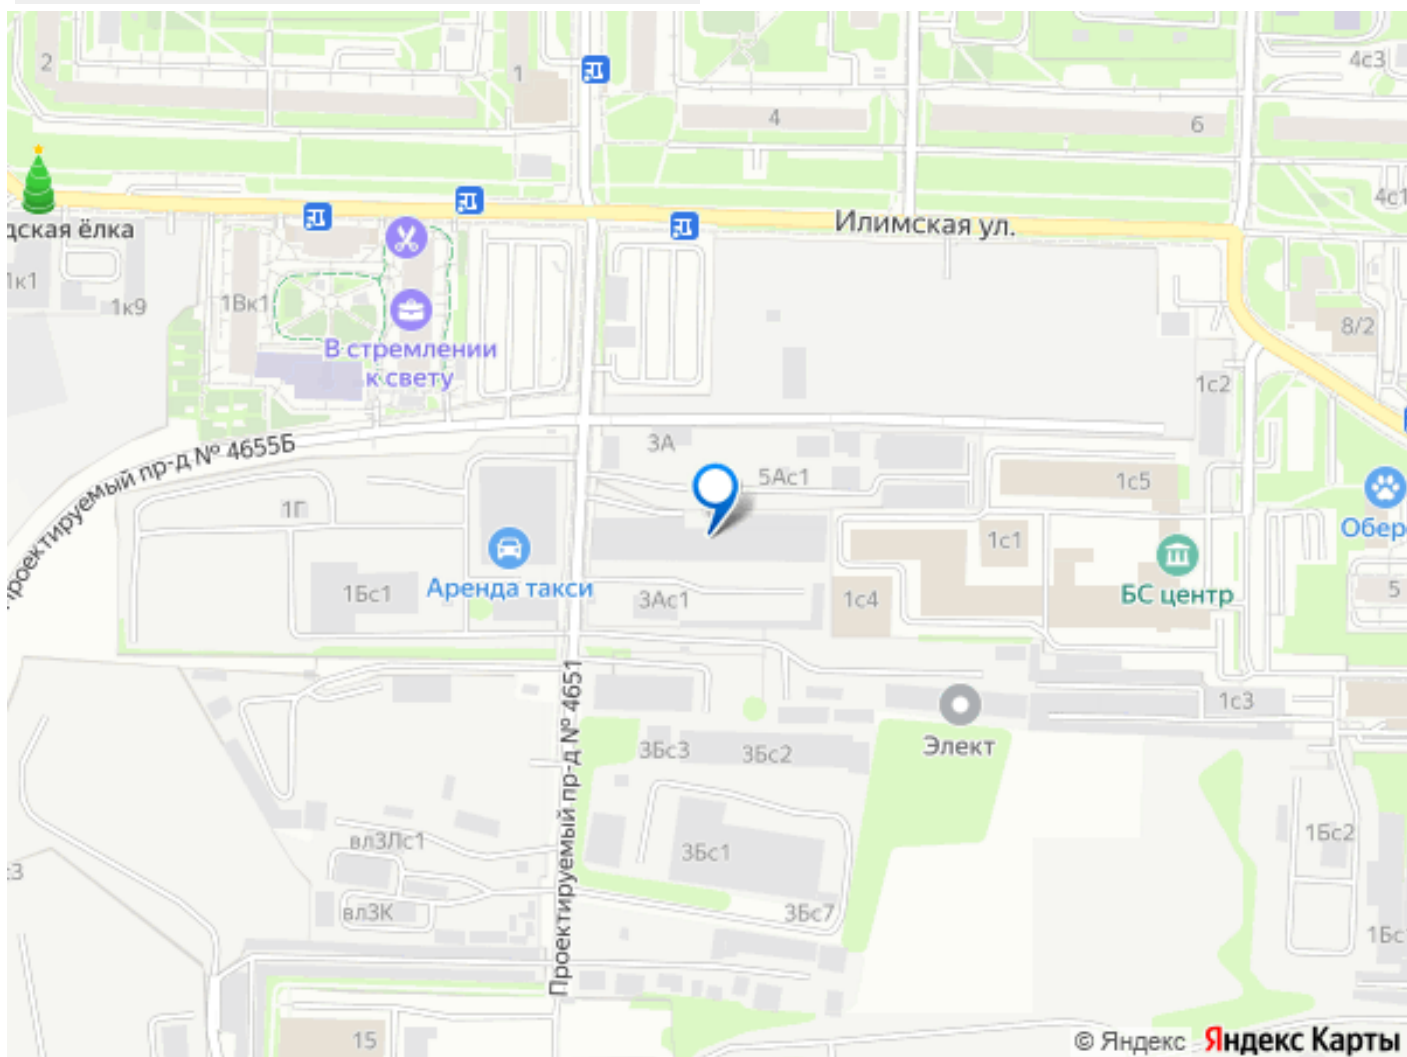 2
1
4с3
4
6
4с1
дская ёлка
Илимская ул.
1к1
1к9
1Вк1
8/2
В стремлении
к свету
1с2
3А
Проектируемый пр-д № 4655Б
5Ас1
1с5
1Г
1с1
Обер
Аренда такси
1Бс1
3Ас1
1с4
БС центр
5
Проектируемый пр-д № 4651
1с3
3Бс3
3Бс2
Элект
вл3Лс1
3Бс1
1Бс2
с3
вл3К
3Бс7
1Бс
15
© Яндекс Яндекс Карты